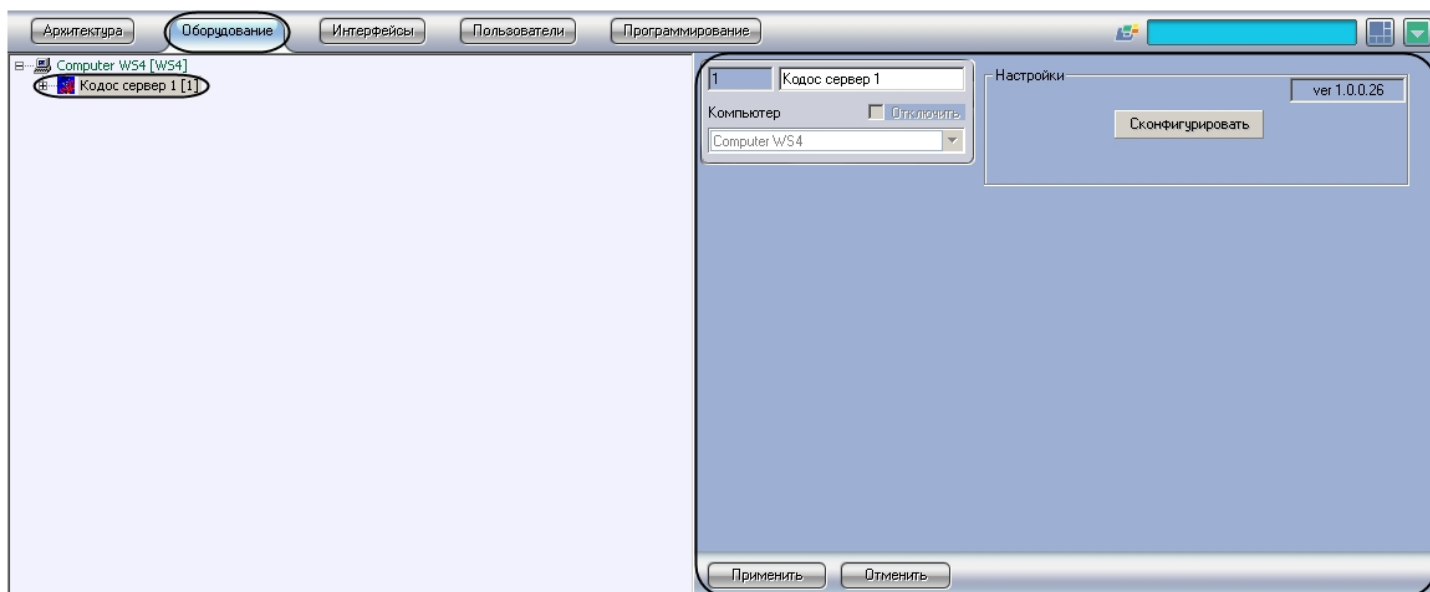 Архитектура Оборудование Интерфейсы Пользователи Программирование
Computer WS4 [WS4]
Кодос сервер 1 [1]
1 Кодос сервер 1
Компьютер Отключить
Computer WS4
Настройки
ver 1.0.0.26
Сконфигурировать
Применить Отменить